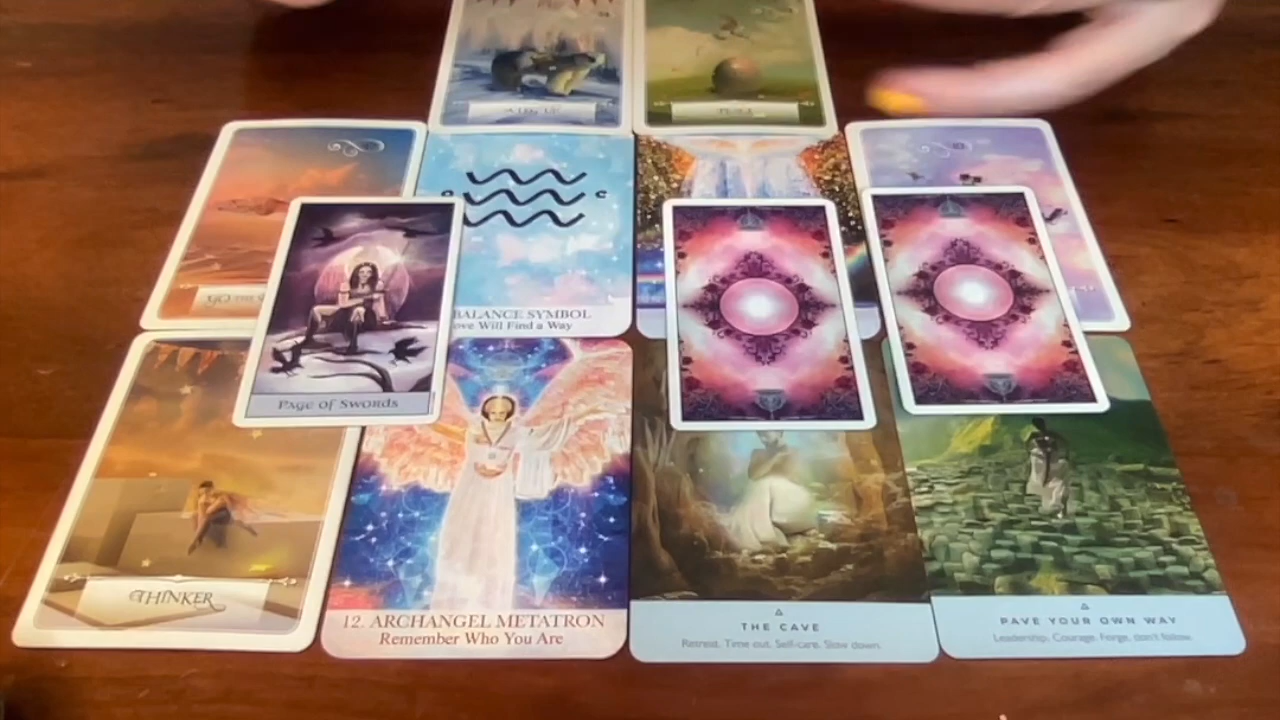 BALANCE SYMBOL
ove Will Find a Way
PAGE OF SWORDS
THINKER
12. ARCHANGEL METATRON
Remember Who You Are
THE CAVE
Retreat. Time out. Self-care. Slow down.
PAVE YOUR OWN WAY
Leadership. Courage. Forge, don't follow.